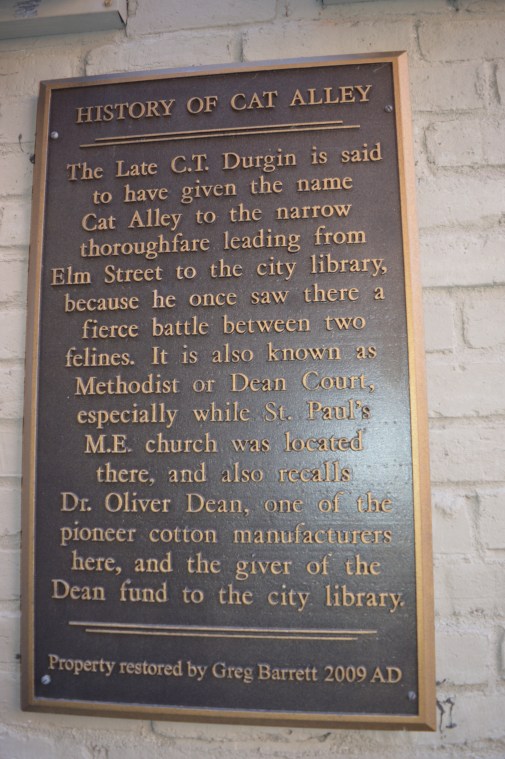 HISTORY OF CAT ALLEY
The Late C.T. Durgin is said
to have given the name
Cat Alley to the narrow
thoroughfare leading from
Elm Street to the city library,
because he once saw there a
fierce battle between two
felines. It is also known as
Methodist or Dean Court,
especially while St. Paul's
M.E. church was located
there, and also recalls
Dr. Oliver Dean, one of the
pioneer cotton manufacturers
here, and the giver of the
Dean fund to the city library.
Property restored by Greg Barrett 2009 AD